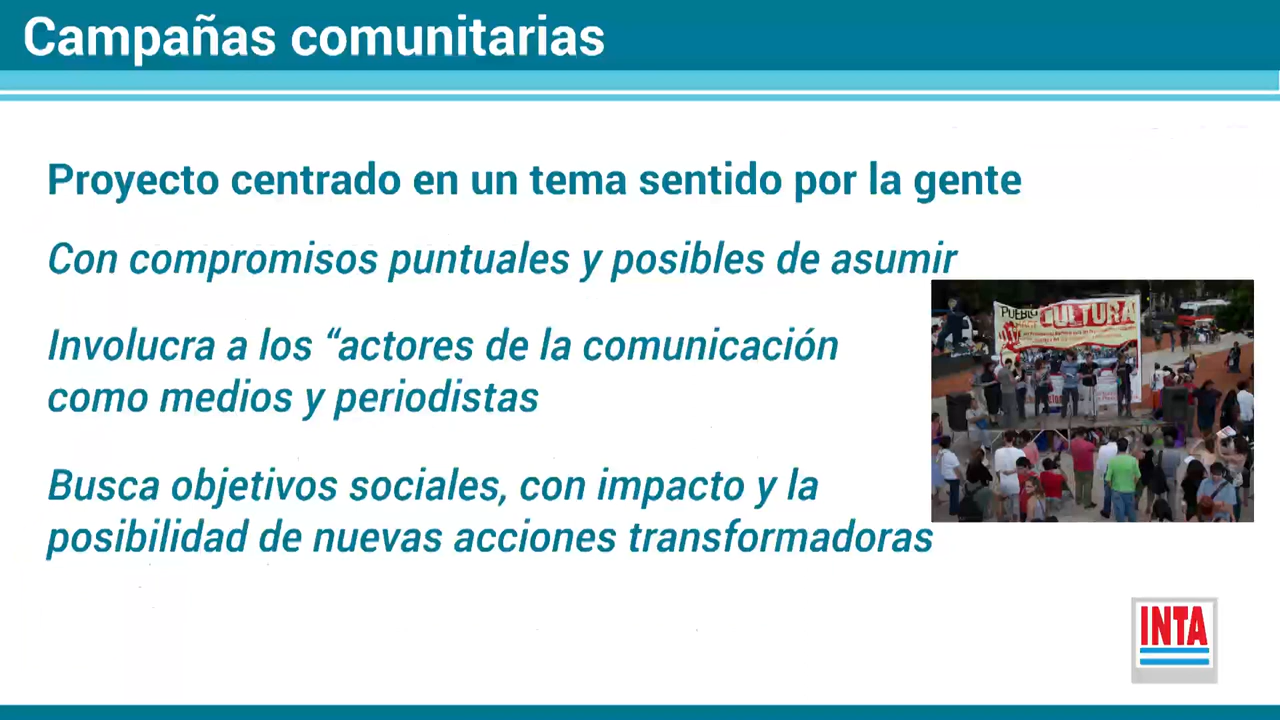 Campañas comunitarias
Proyecto centrado en un tema sentido por la gente
Con compromisos puntuales y posibles de asumir
Involucra a los “actores de la comunicación
como medios y periodistas
Busca objetivos sociales, con impacto y la
posibilidad de nuevas acciones transformadoras
PUEBLO
CULTURA
INTA